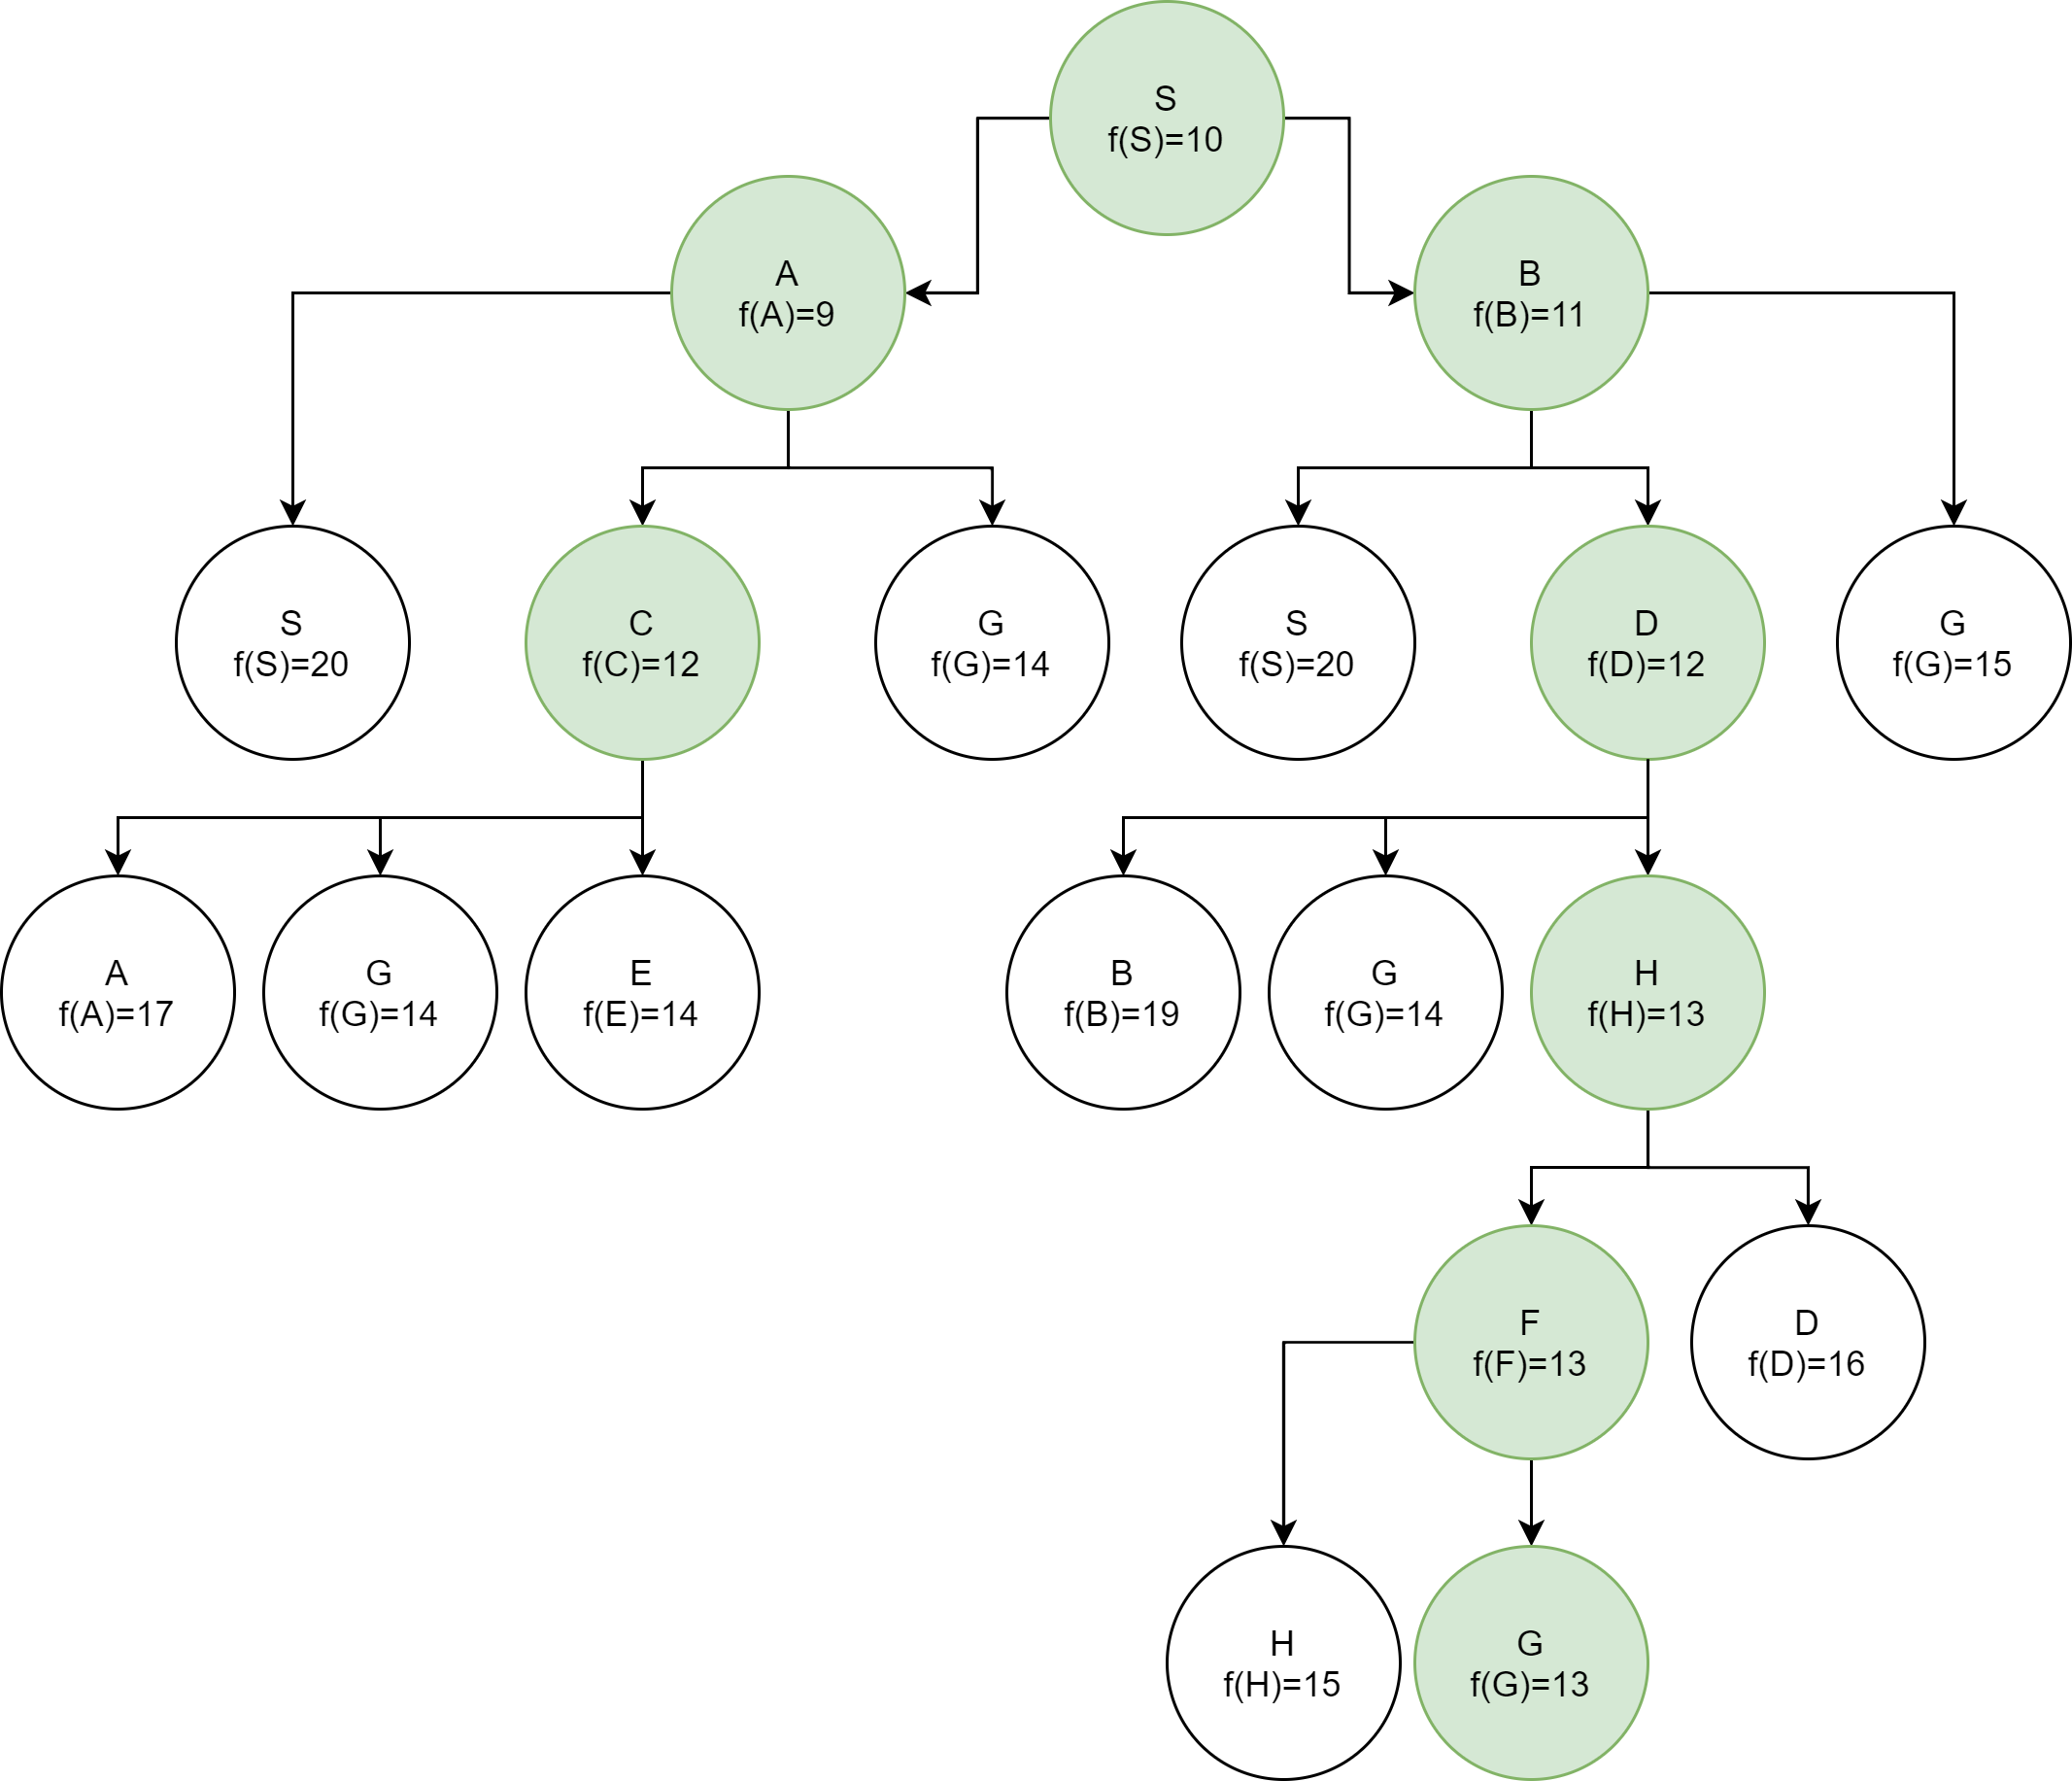 S
f(S)=10
A
f(A)=9
B
f(B)=11
S
f(S)=20
C
f(C)=12
G
f(G)=14
S
f(S)=20
D
f(D)=12
G
f(G)=15
A
f(A)=17
G
f(G)=14
E
f(E)=14
B
f(B)=19
G
f(G)=14
H
f(H)=13
F
f(F)=13
D
f(D)=16
H
f(H)=15
G
f(G)=13